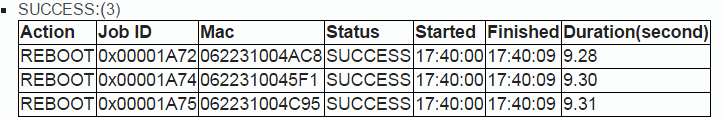 SUCCESS:(3)
Action Job ID Mac Status Started Finished Duration(second)
REBOOT 0x00001A72 062231004AC8 SUCCESS 17:40:00 17:40:09 9.28
REBOOT 0x00001A74 0622310045F1 SUCCESS 17:40:00 17:40:09 9.30
REBOOT 0x00001A75 062231004C95 SUCCESS 17:40:00 17:40:09 9.31